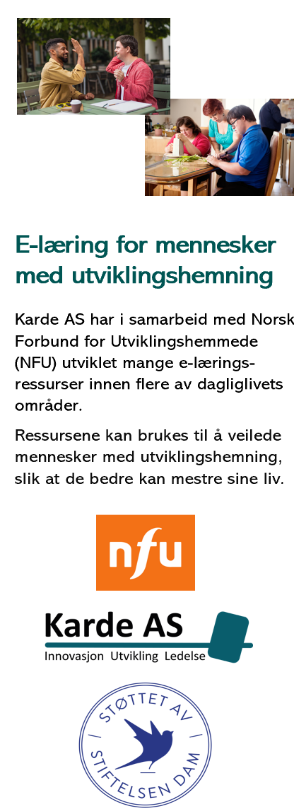 E-læring for mennesker
med utviklingshemning
Karde AS har i samarbeid med Norsk
Forbund for Utviklingshemmede
(NFU) utviklet mange e-lærings-
ressurser innen flere av dagliglivets
områder.
Ressursene kan brukes til å veilede
mennesker med utviklingshemning,
slik at de bedre kan mestre sine liv.
nfu
Karde AS
Innovasjon Utvikling Ledelse
STØTTET AV
STIFTELSEN DAM